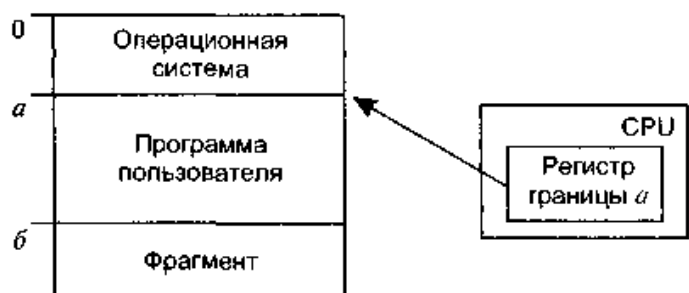 0
Операционная
система
а
Программа
пользователя
б
Фрагмент
CPU
Регистр
границы а